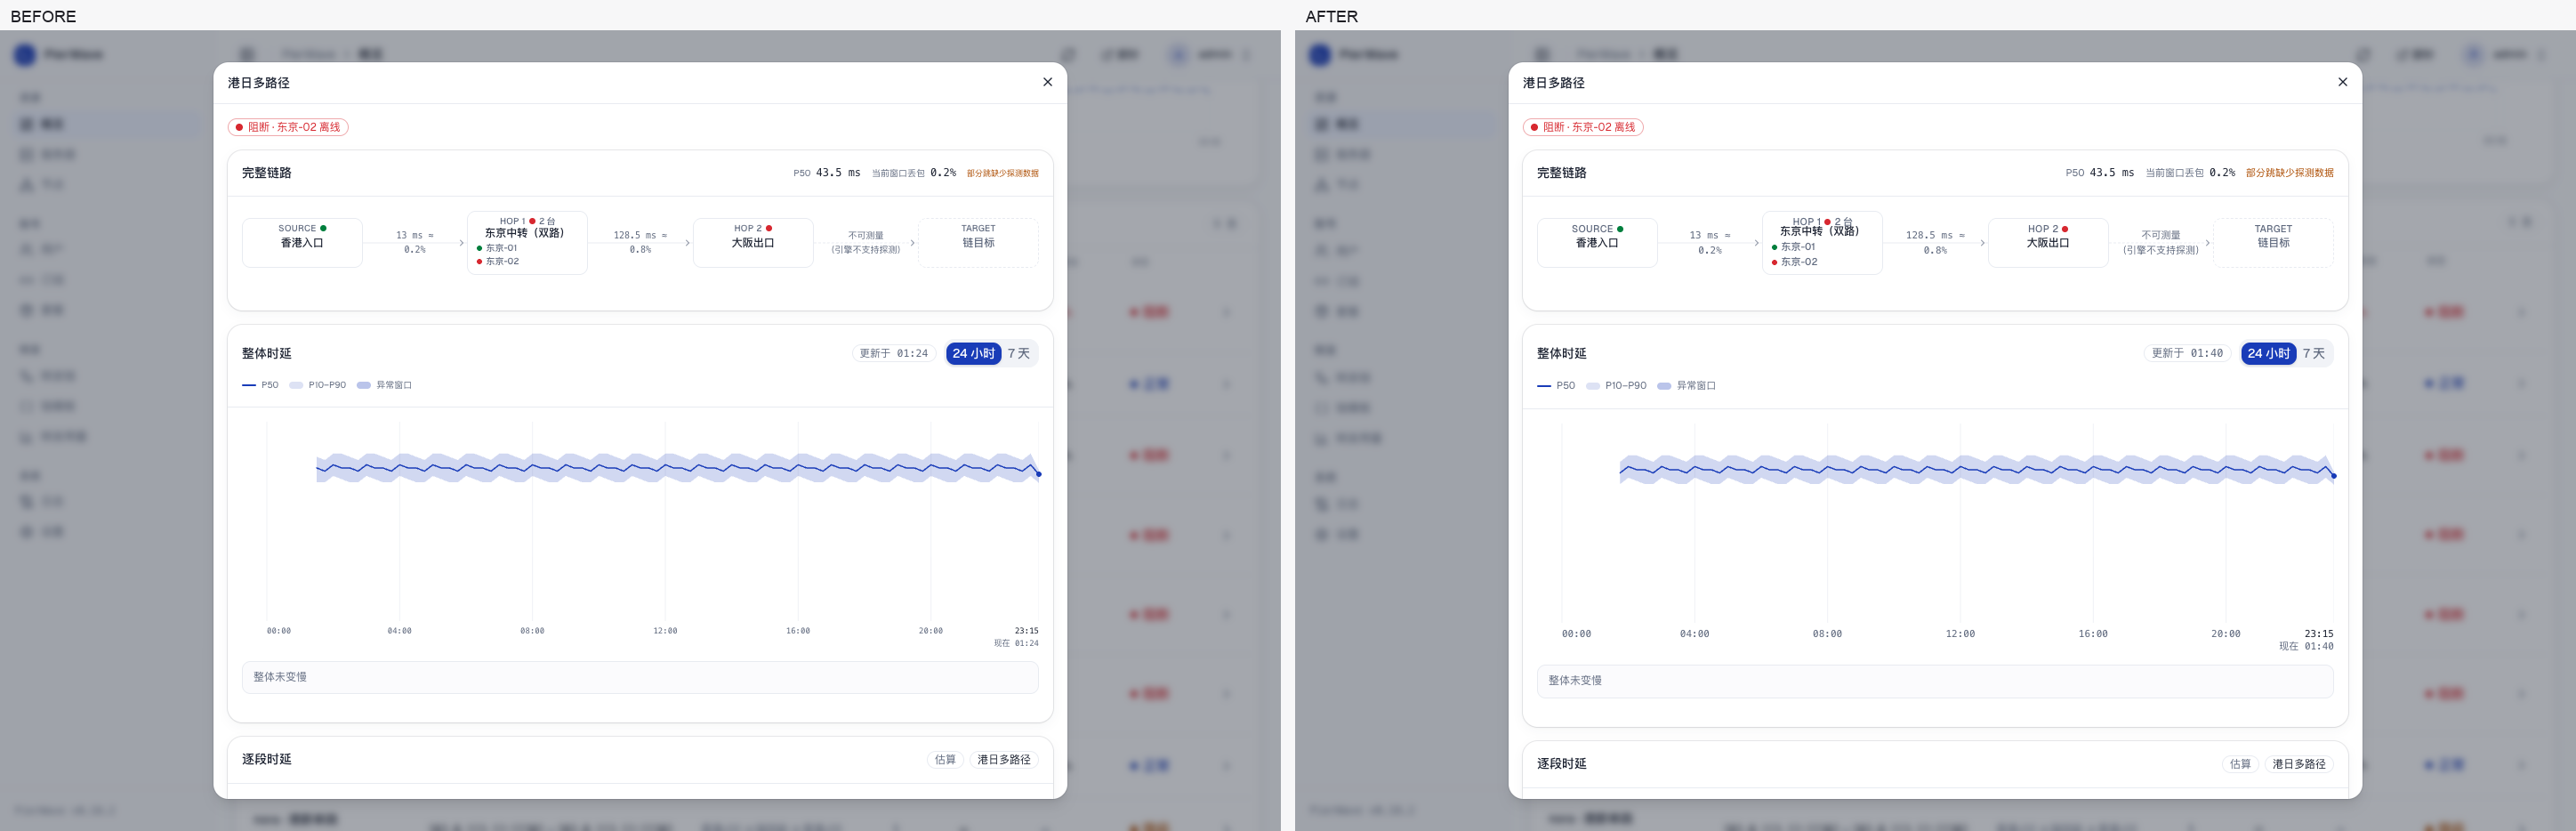 BEFORE
港日多路径
阻断 · 东京-02 离线
完整链路
P50 43.5 ms 当前窗口丢包 0.2% 部分跳缺少探测数据
SOURCE
香港入口
13 ms ≈
0.2%
HOP 1 2 台
东京中转（双路）
东京-01
东京-02
128.5 ms ≈
0.8%
HOP 2
大阪出口
不可测量
(引擎不支持探测)
TARGET
链目标
整体时延
更新于 01:24
24 小时 7 天
P50 P10–P90 异常窗口
00:00 04:00 08:00 12:00 16:00 20:00 23:15
现在 01:24
整体未变慢
逐段时延
估算 港日多路径
AFTER
港日多路径
阻断 · 东京-02 离线
完整链路
P50 43.5 ms 当前窗口丢包 0.2% 部分跳缺少探测数据
SOURCE
香港入口
13 ms ≈
0.2%
HOP 1 2 台
东京中转（双路）
东京-01
东京-02
128.5 ms ≈
0.8%
HOP 2
大阪出口
不可测量
(引擎不支持探测)
TARGET
链目标
整体时延
更新于 01:40
24 小时 7 天
P50 P10–P90 异常窗口
00:00 04:00 08:00 12:00 16:00 20:00 23:15
现在 01:40
整体未变慢
逐段时延
估算 港日多路径